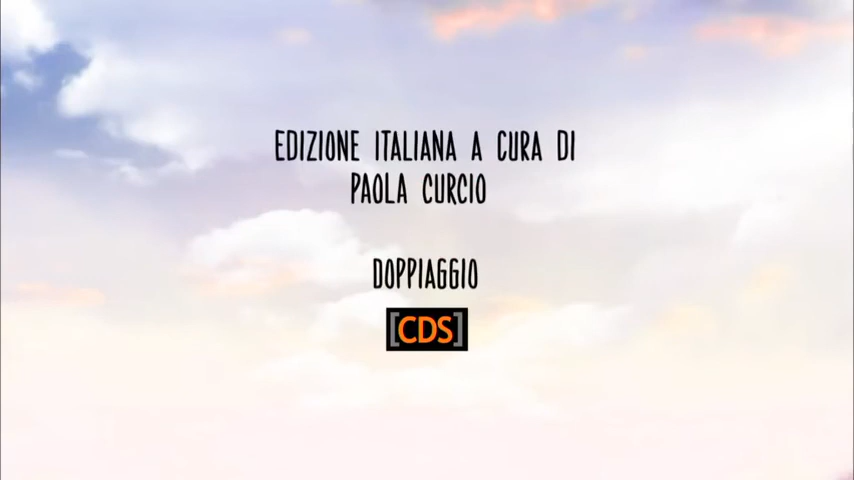 EDIZIONE ITALIANA A CURA DI
PAOLA CURCIO
DOPPIAGGIO
[CDS]